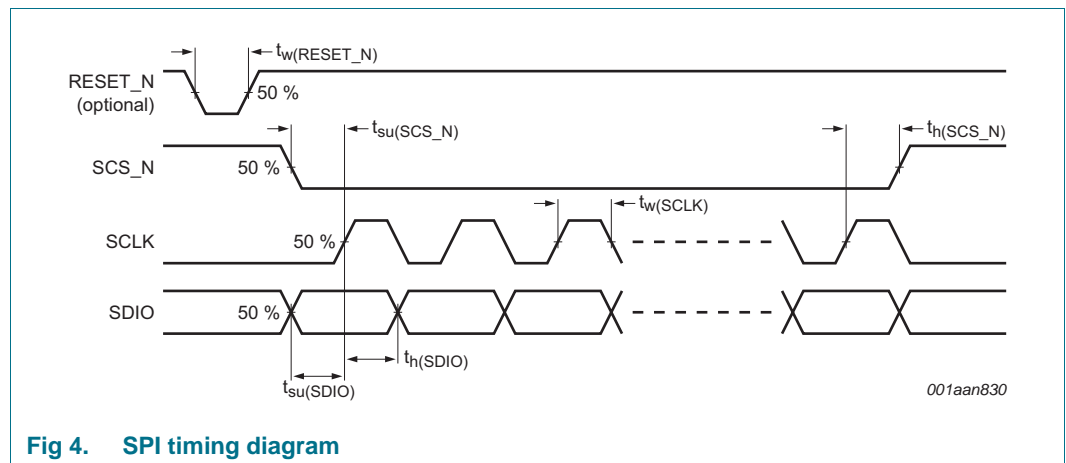 tw(RESET_N)
RESET_N
(optional)
50 %
tsu(SCS_N)
th(SCS_N)
SCS_N
50 %
tw(SCLK)
SCLK
50 %
SDIO
50 %
th(SDIO)
tsu(SDIO)
001aan830
Fig 4. SPI timing diagram